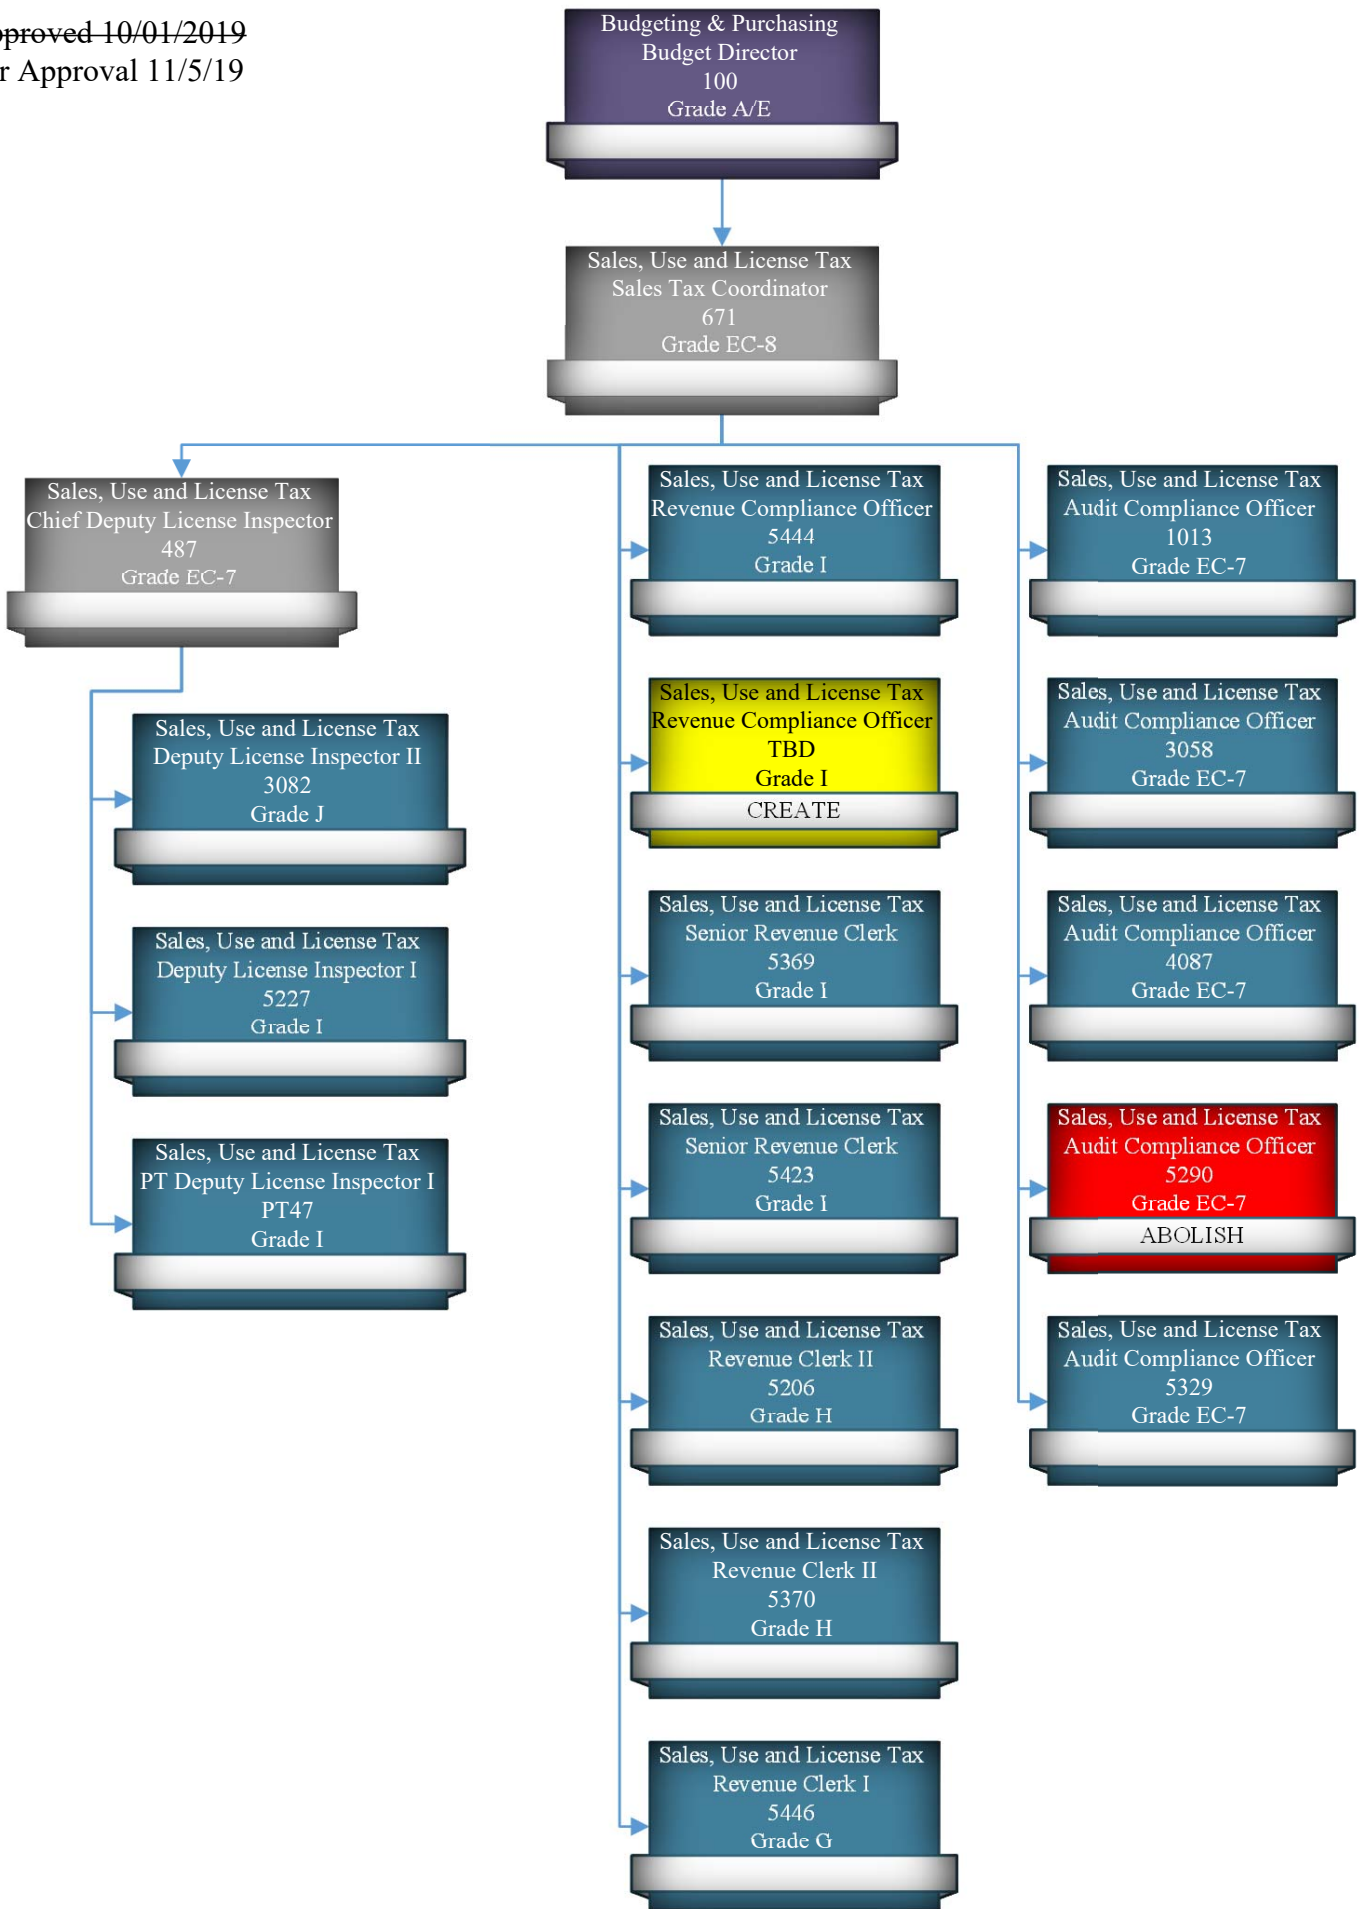 proved 10/01/2019
r Approval 11/5/19
Budgeting & Purchasing
Budget Director
100
Grade A/E
Sales, Use and License Tax
Sales Tax Coordinator
671
Grade EC-8
Sales, Use and License Tax
Chief Deputy License Inspector
487
Grade EC-7
Sales, Use and License Tax
Deputy License Inspector II
3082
Grade J
Sales, Use and License Tax
Deputy License Inspector I
5227
Grade I
Sales, Use and License Tax
PT Deputy License Inspector I
PT47
Grade I
Sales, Use and License Tax
Revenue Compliance Officer
5444
Grade I
Sales, Use and License Tax
Revenue Compliance Officer
TBD
Grade I
CREATE
Sales, Use and License Tax
Senior Revenue Clerk
5369
Grade I
Sales, Use and License Tax
Senior Revenue Clerk
5423
Grade I
Sales, Use and License Tax
Revenue Clerk II
5206
Grade H
Sales, Use and License Tax
Revenue Clerk II
5370
Grade H
Sales, Use and License Tax
Revenue Clerk I
5446
Grade G
Sales, Use and License Tax
Audit Compliance Officer
1013
Grade EC-7
Sales, Use and License Tax
Audit Compliance Officer
3058
Grade EC-7
Sales, Use and License Tax
Audit Compliance Officer
4087
Grade EC-7
Sales, Use and License Tax
Audit Compliance Officer
5290
Grade EC-7
ABOLISH
Sales, Use and License Tax
Audit Compliance Officer
5329
Grade EC-7